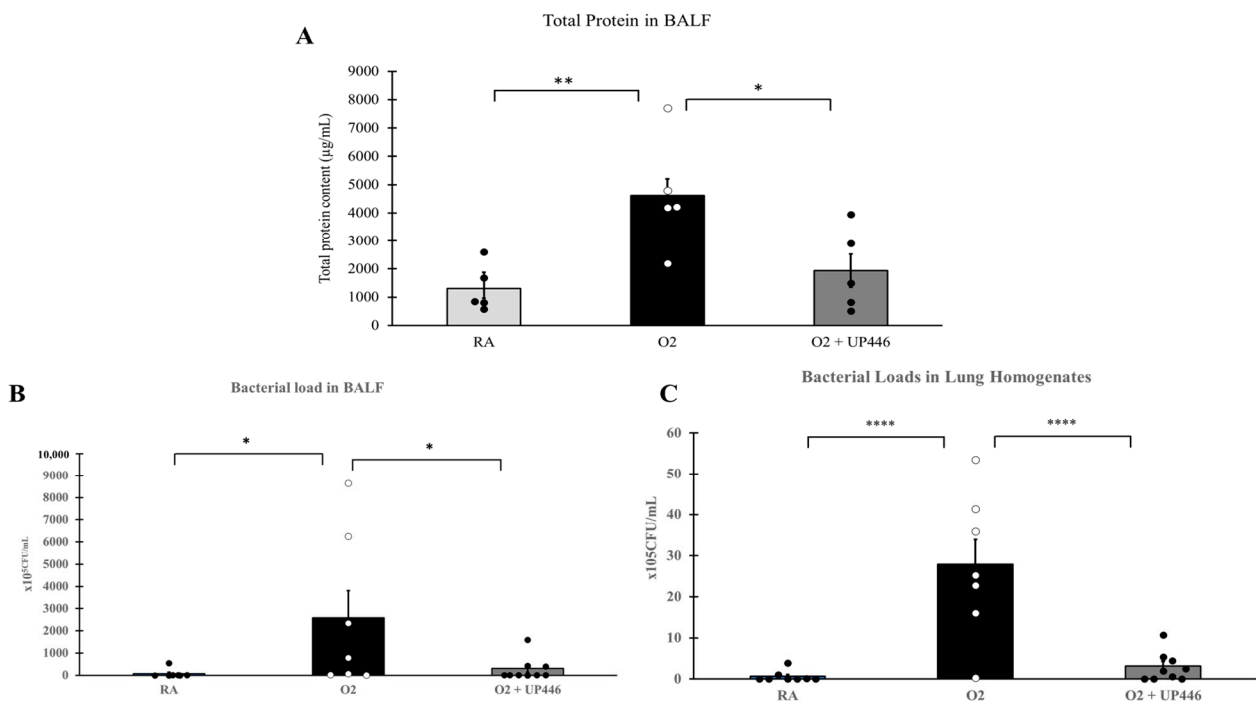 Total Protein in BALF
A
Total protein content (µg/mL)
9000
8000
7000
6000
5000
4000
3000
2000
1000
0
**
*
RA
O2
O2 + UP446
B
Bacterial load in BALF
x10⁵CFU/mL
10,000
9000
8000
7000
6000
5000
4000
3000
2000
1000
0
*
*
RA
O2
O2 + UP446
C
Bacterial Loads in Lung Homogenates
x105CFU/mL
60
50
40
30
20
10
0
****
****
RA
O2
O2 + UP446